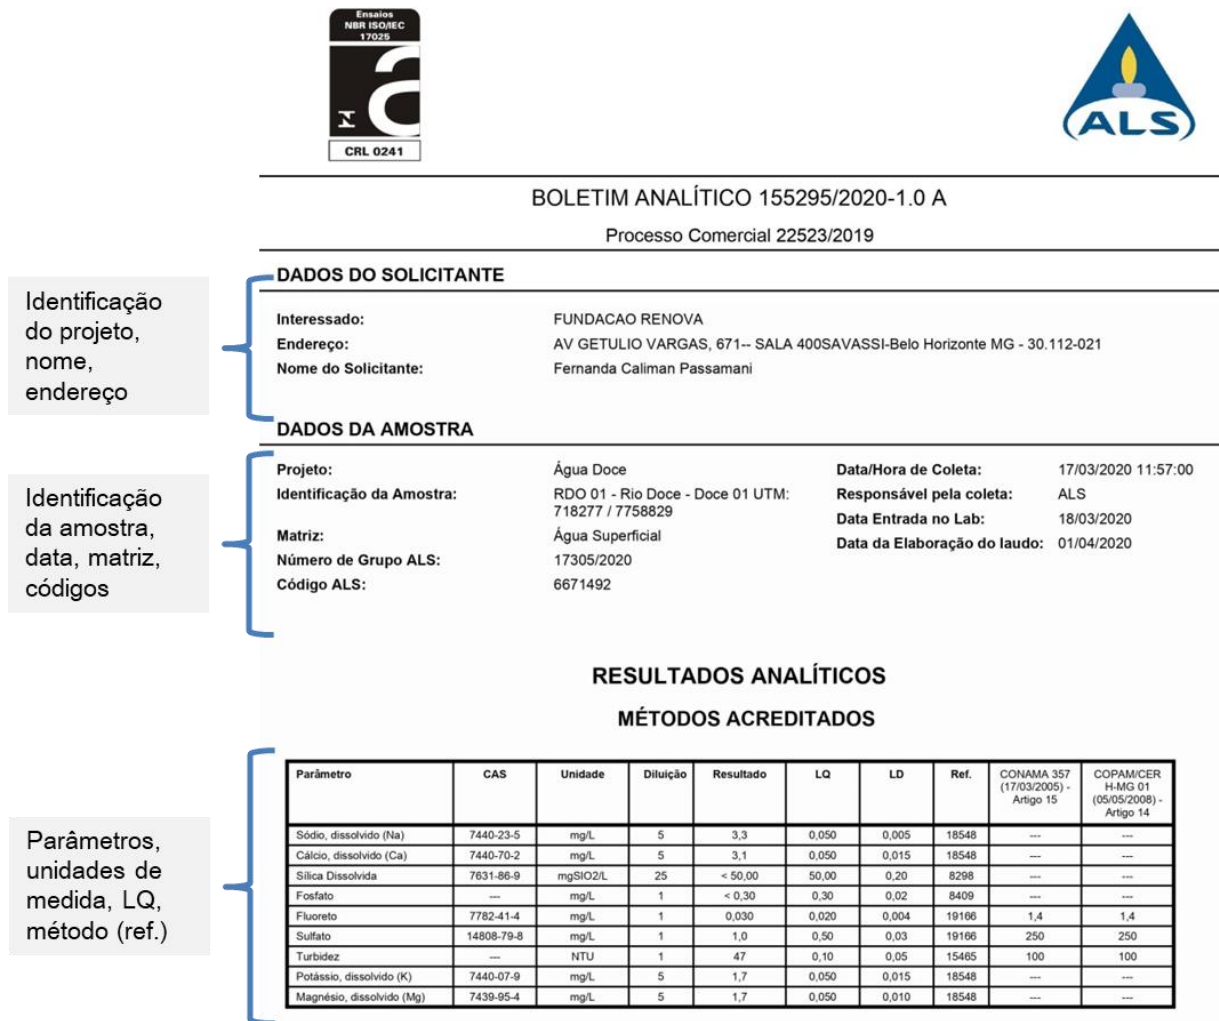 Ensaios
NBR ISO/IEC
17025
CRL 0241
ALS
BOLETIM ANALÍTICO 155295/2020-1.0 A
Processo Comercial 22523/2019
Identificação
do projeto,
nome,
endereço
DADOS DO SOLICITANTE
Interessado: FUNDACAO RENOVA
Endereço: AV GETULIO VARGAS, 671-- SALA 400SAVASSI-Belo Horizonte MG - 30.112-021
Nome do Solicitante: Fernanda Caliman Passamani
Identificação
da amostra,
data, matriz,
códigos
DADOS DA AMOSTRA
Projeto: Água Doce Data/Hora de Coleta: 17/03/2020 11:57:00
Identificação da Amostra: RDO 01 - Rio Doce - Doce 01 UTM: Responsável pela coleta: ALS
718277 / 7758829
Data Entrada no Lab: 18/03/2020
Matriz: Água Superficial
Data da Elaboração do laudo: 01/04/2020
Número de Grupo ALS: 17305/2020
Código ALS: 6671492
RESULTADOS ANALÍTICOS
MÉTODOS ACREDITADOS
Parâmetros,
unidades de
medida, LQ,
método (ref.)
Parâmetro CAS Unidade Diluição Resultado LQ LD Ref. CONAMA 357 COPAM/CER
(17/03/2005) - H-MG 01
Artigo 15 (05/05/2008) -
Artigo 14
Sódio, dissolvido (Na) 7440-23-5 mg/L 5 3,3 0,050 0,005 18548 --- ---
Cálcio, dissolvido (Ca) 7440-70-2 mg/L 5 3,1 0,050 0,015 18548 --- ---
Sílica Dissolvida 7631-86-9 mgSIO2/L 25 < 50,00 50,00 0,20 8298 --- ---
Fosfato --- mg/L 1 < 0,30 0,30 0,02 8409 --- ---
Fluoreto 7782-41-4 mg/L 1 0,030 0,020 0,004 19166 1,4 1,4
Sulfato 14808-79-8 mg/L 1 1,0 0,50 0,03 19166 250 250
Turbidez --- NTU 1 47 0,10 0,05 15465 100 100
Potássio, dissolvido (K) 7440-07-9 mg/L 5 1,7 0,050 0,015 18548 --- ---
Magnésio, dissolvido (Mg) 7439-95-4 mg/L 5 1,7 0,050 0,010 18548 --- ---